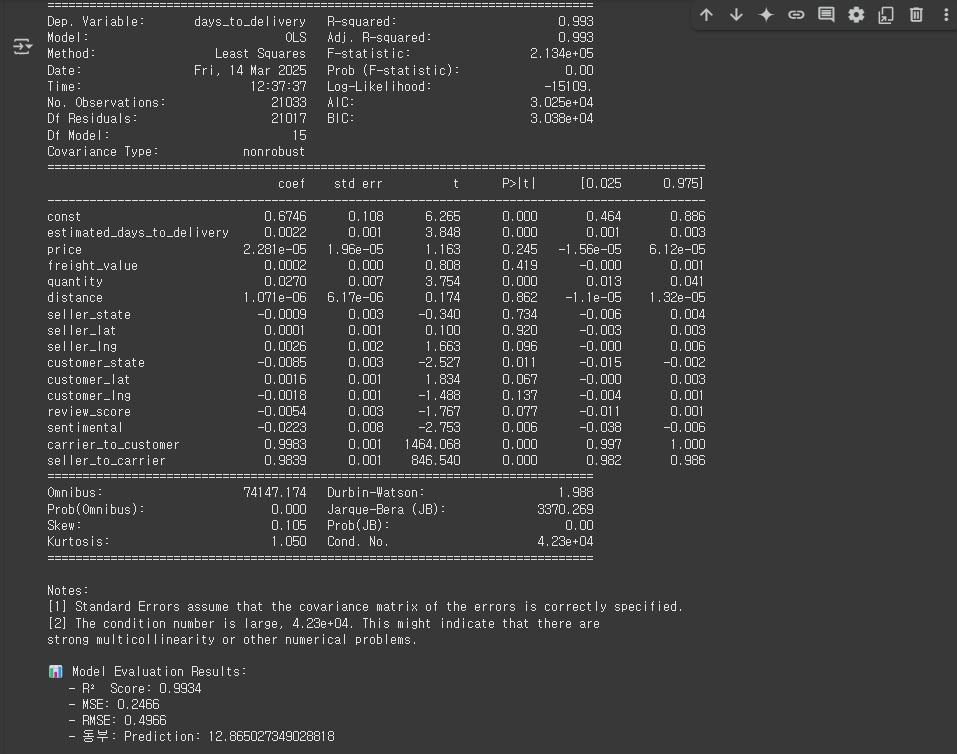 ==============================================================================
Dep. Variable: days_to_delivery R-squared: 0.993
Model: OLS Adj. R-squared: 0.993
Method: Least Squares F-statistic: 2.134e+05
Date: Fri, 14 Mar 2025 Prob (F-statistic): 0.00
Time: 12:37:37 Log-Likelihood: -15109.
No. Observations: 21033 AIC: 3.025e+04
Df Residuals: 21017 BIC: 3.038e+04
Df Model: 15
Covariance Type: nonrobust
==============================================================================================
coef std err t P>|t| [0.025 0.975]
----------------------------------------------------------------------------------------------
const 0.6746 0.108 6.265 0.000 0.464 0.886
estimated_days_to_delivery 0.0022 0.001 3.848 0.000 0.001 0.003
price 2.281e-05 1.96e-05 1.163 0.245 -1.56e-05 6.12e-05
freight_value 0.0002 0.000 0.808 0.419 -0.000 0.001
quantity 0.0270 0.007 3.754 0.000 0.013 0.041
distance 1.071e-06 6.17e-06 0.174 0.862 -1.1e-05 1.32e-05
seller_state -0.0009 0.003 -0.340 0.734 -0.006 0.004
seller_lat 0.0001 0.001 0.100 0.920 -0.003 0.003
seller_lng 0.0026 0.002 1.663 0.096 -0.000 0.006
customer_state -0.0085 0.003 -2.527 0.011 -0.015 -0.002
customer_lat 0.0016 0.001 1.834 0.067 -0.000 0.003
customer_lng -0.0018 0.001 -1.488 0.137 -0.004 0.001
review_score -0.0054 0.003 -1.767 0.077 -0.011 0.001
sentimental -0.0223 0.008 -2.753 0.006 -0.038 -0.006
carrier_to_customer 0.9983 0.001 1464.068 0.000 0.997 1.000
seller_to_carrier 0.9839 0.001 846.540 0.000 0.982 0.986
==============================================================================
Omnibus: 74147.174 Durbin-Watson: 1.988
Prob(Omnibus): 0.000 Jarque-Bera (JB): 3370.269
Skew: 0.105 Prob(JB): 0.00
Kurtosis: 1.050 Cond. No. 4.23e+04
==============================================================================
Notes:
[1] Standard Errors assume that the covariance matrix of the errors is correctly specified.
[2] The condition number is large, 4.23e+04. This might indicate that there are
strong multicollinearity or other numerical problems.
📊 Model Evaluation Results:
- R² Score: 0.9934
- MSE: 0.2466
- RMSE: 0.4966
- 동부: Prediction: 12.865027349028818